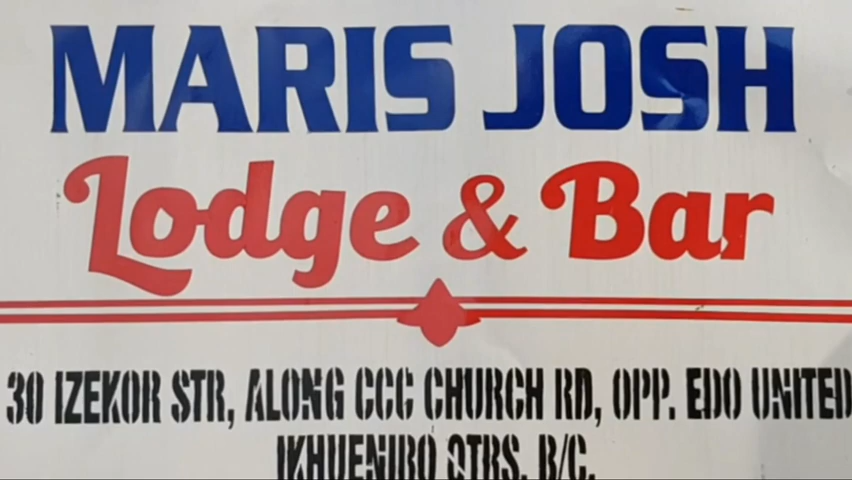 MARIS JOSH
Lodge & Bar
30 IZEKOR STR, ALONG CCC CHURCH RD, OPP. EDO UNITED
IKHUENIRO QTRS. B/C.